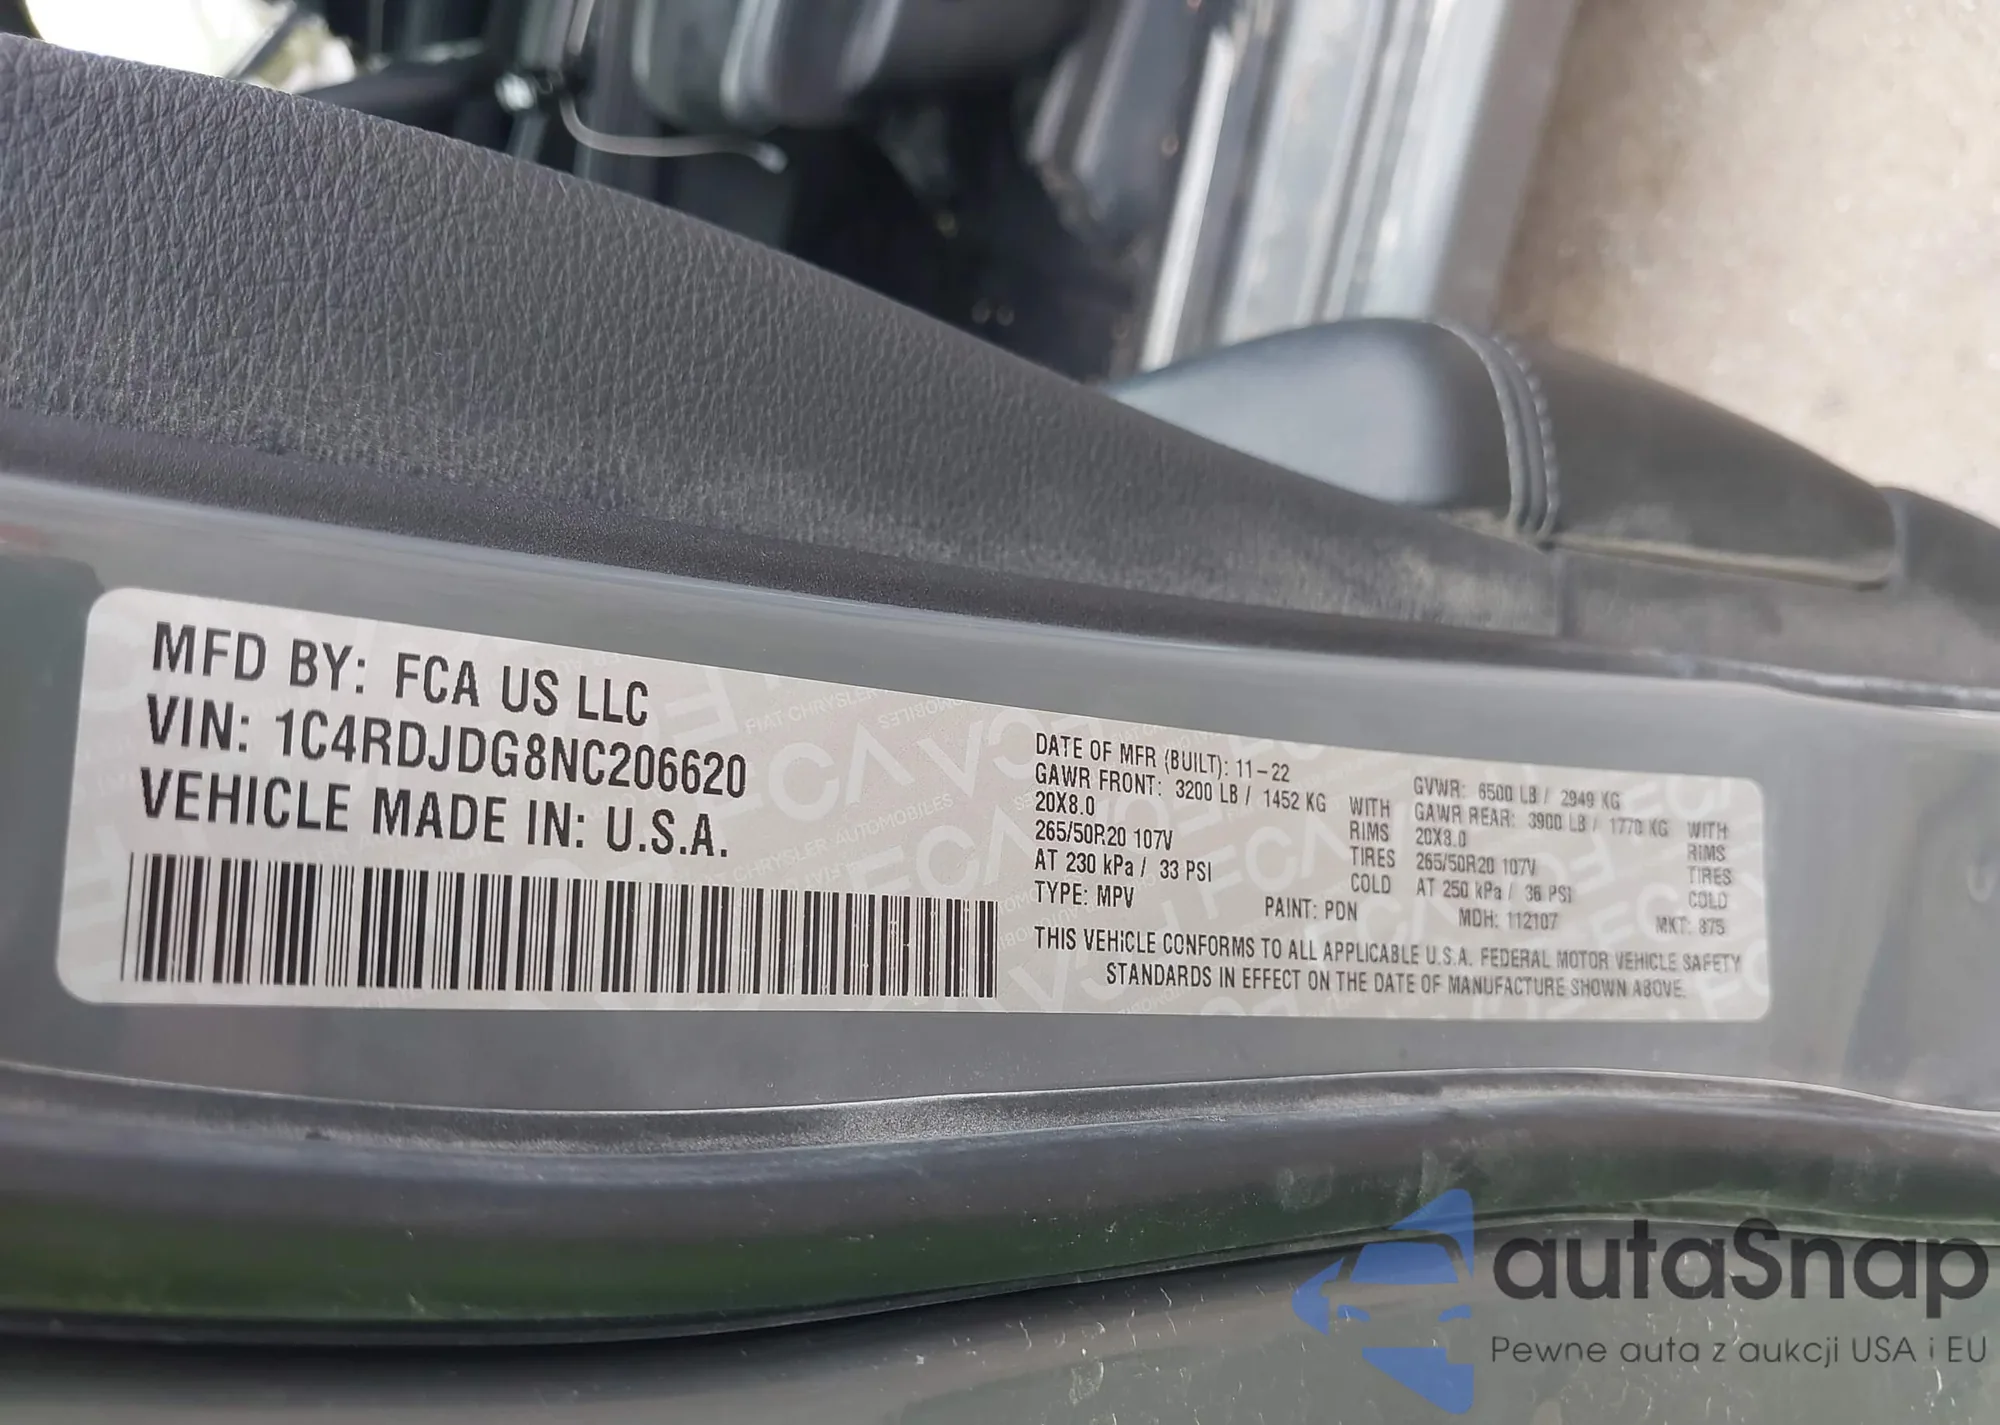 MFD BY: FCA US LLC
VIN: 1C4RDJDG8NC206620
VEHICLE MADE IN: U.S.A.
DATE OF MFR (BUILT): 11-22
GAWR FRONT: 3200 LB / 1452 KG WITH
20X8.0 RIMS
265/50R20 107V TIRES
AT 230 kPa / 33 PSI COLD
TYPE: MPV
GVWR: 6500 LB / 2949 KG
GAWR REAR: 3900 LB / 1770 KG WITH
20X8.0 RIMS
265/50R20 107V TIRES
AT 250 kPa / 36 PSI COLD
PAINT: PDN MDH: 112107 MKT: 875
THIS VEHICLE CONFORMS TO ALL APPLICABLE U.S.A. FEDERAL MOTOR VEHICLE SAFETY
STANDARDS IN EFFECT ON THE DATE OF MANUFACTURE SHOWN ABOVE.
autaSnap
Pewne auta z aukcji USA i EU